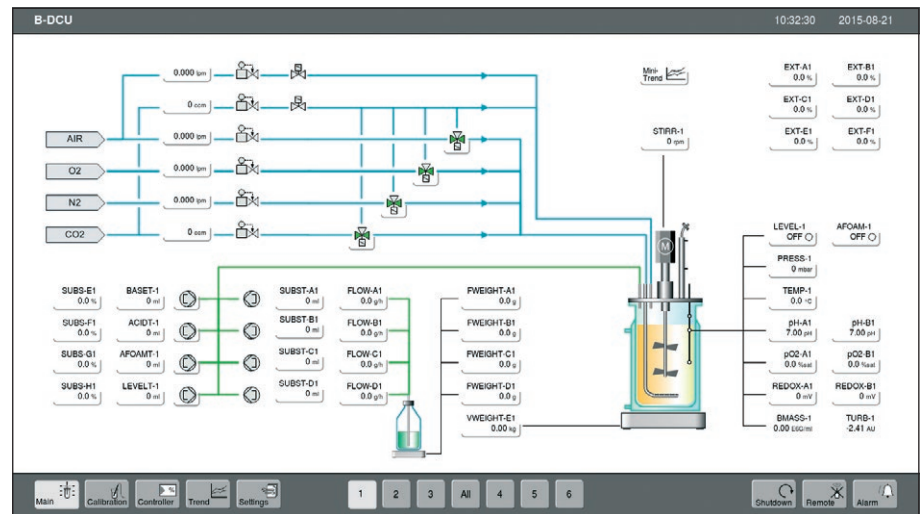 B-DCU 10:32:30 2015-08-21
0.000 lpm
0 ccm
AIR 0.000 lpm
O2 0.000 lpm
N2 0.000 lpm
CO2 0 ccm
Mini-
Trend
STIRR-1
0 rpm
EXT-A1 EXT-B1
0.0 % 0.0 %
EXT-C1 EXT-D1
0.0 % 0.0 %
EXT-E1 EXT-F1
0.0 % 0.0 %
M
LEVEL-1 AFOAM-1
OFF OFF
PRESS-1
0 mbar
TEMP-1
0.0 °C
pH-A1 pH-B1
7.00 pH 7.00 pH
pO2-A1 pO2-B1
0.0 %sat 0.0 %sat
REDOX-A1 REDOX-B1
0 mV 0 mV
BMASS-1 TURB-1
0.00 -2.41 AU
SUBS-E1 BASET-1 SUBST-A1 FLOW-A1 FWEIGHT-A1
0.0 % 0 ml 0 ml 0.0 g/h 0.0 g
SUBS-F1 ACIDT-1 SUBST-B1 FLOW-B1 FWEIGHT-B1
0.0 % 0 ml 0 ml 0.0 g/h 0.0 g
SUBS-G1 AFOAMT-1 SUBST-C1 FLOW-C1 FWEIGHT-C1
0.0 % 0 ml 0 ml 0.0 g/h 0.0 g
SUBS-H1 LEVELT-1 SUBST-D1 FLOW-D1 FWEIGHT-D1
0.0 % 0 ml 0 ml 0.0 g/h 0.0 g
VWEIGHT-E1
0.00 kg
Main Calibration Controller Trend Settings 1 2 3 All 4 5 6 Shutdown Remote Alarm